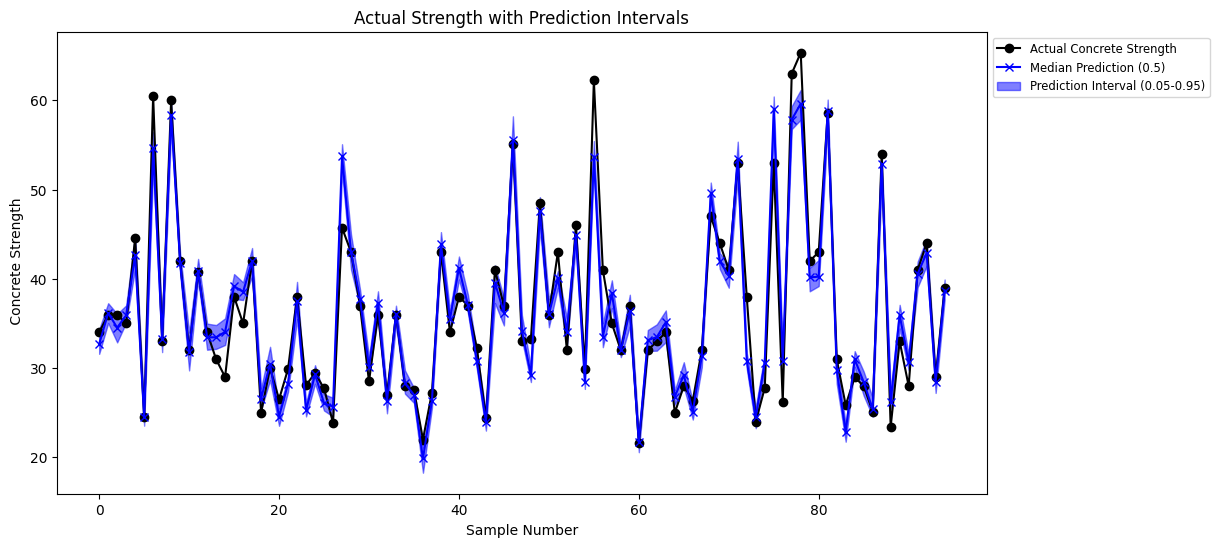 Actual Strength with Prediction Intervals
Actual Concrete Strength
Median Prediction (0.5)
Prediction Interval (0.05-0.95)
Concrete Strength
60
50
40
30
20
0
20
40
60
80
Sample Number